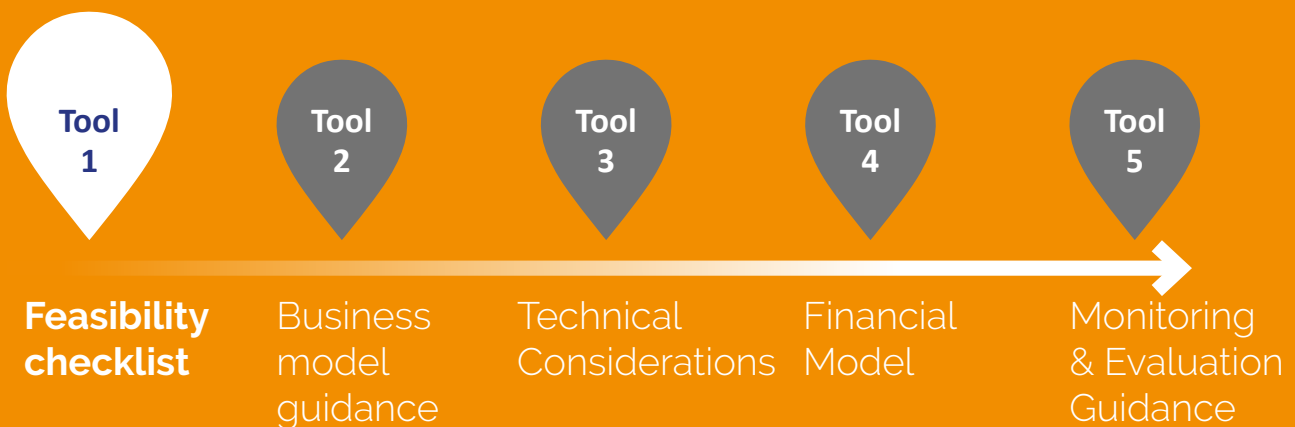 Tool
1
Tool
2
Tool
3
Tool
4
Tool
5
Feasibility
checklist
Business
model
guidance
Technical
Considerations
Financial
Model
Monitoring
& Evaluation
Guidance